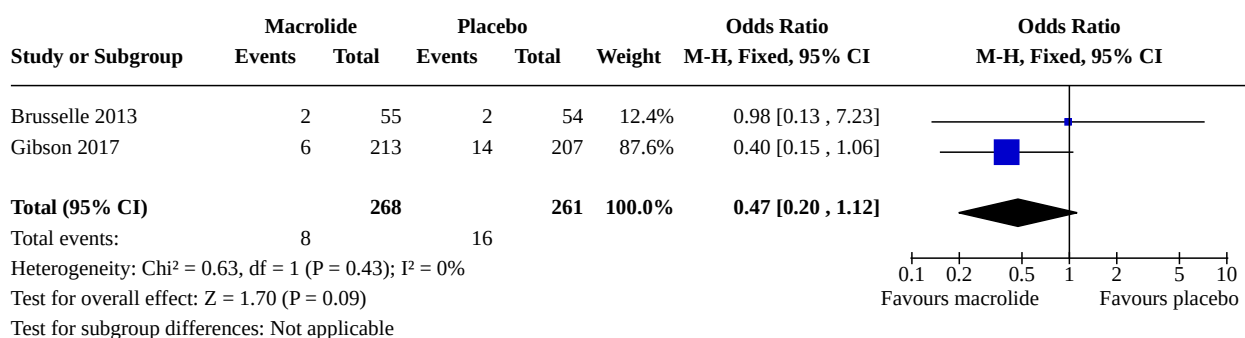 Macrolide Placebo Odds Ratio Odds Ratio
Study or Subgroup Events Total Events Total Weight M-H, Fixed, 95% CI M-H, Fixed, 95% CI
Brusselle 2013 2 55 2 54 12.4% 0.98 [0.13 , 7.23]
Gibson 2017 6 213 14 207 87.6% 0.40 [0.15 , 1.06]
Total (95% CI) 268 261 100.0% 0.47 [0.20 , 1.12]
Total events: 8 16
Heterogeneity: Chi² = 0.63, df = 1 (P = 0.43); I² = 0%
Test for overall effect: Z = 1.70 (P = 0.09)
Test for subgroup differences: Not applicable
0.1 0.2 0.5 1 2 5 10
Favours macrolide Favours placebo